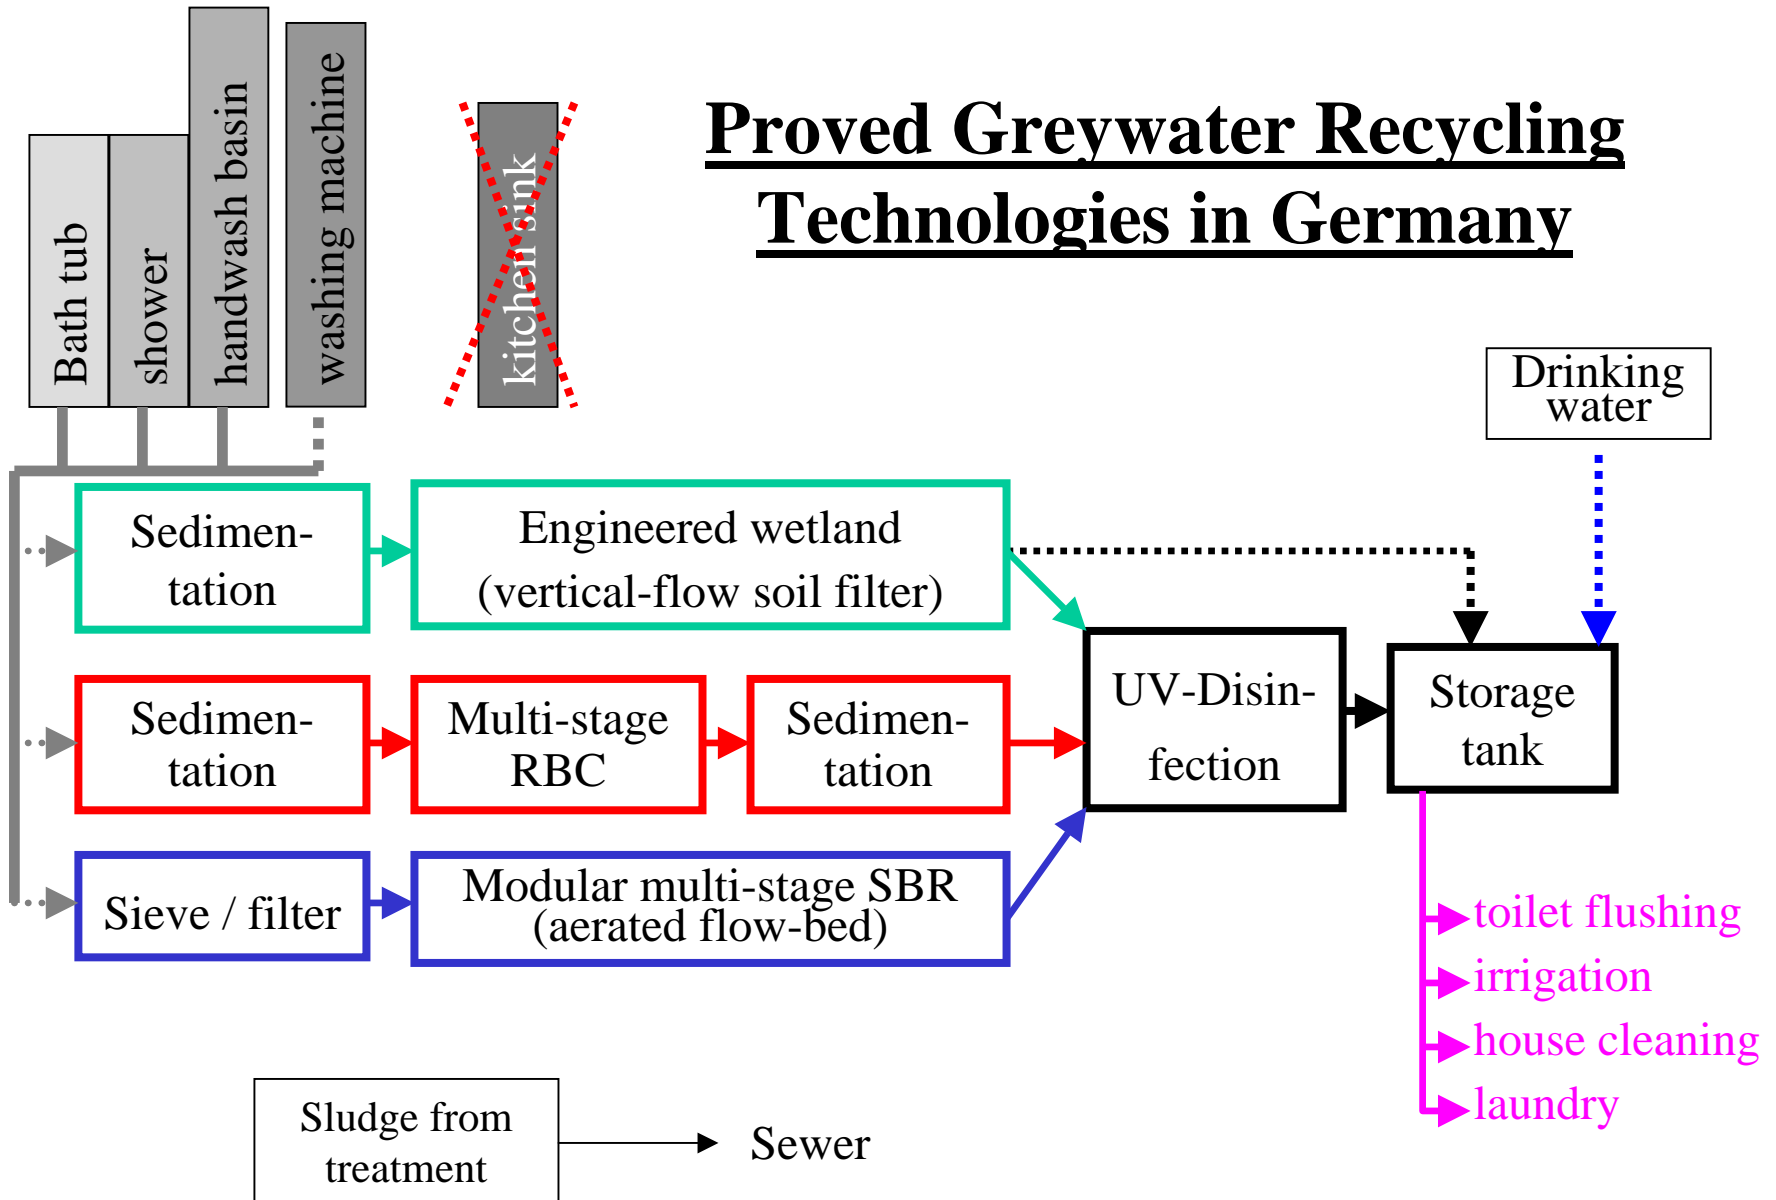 Bath tub
shower
handwash basin
washing machine
kitchen sink
Proved Greywater Recycling
Technologies in Germany
Drinking
water
Sedimen-
tation
Engineered wetland
(vertical-flow soil filter)
Sedimen-
tation
Multi-stage
RBC
Sedimen-
tation
UV-Disin-
fection
Storage
tank
Sieve / filter
Modular multi-stage SBR
(aerated flow-bed)
toilet flushing
irrigation
house cleaning
laundry
Sludge from
treatment
Sewer